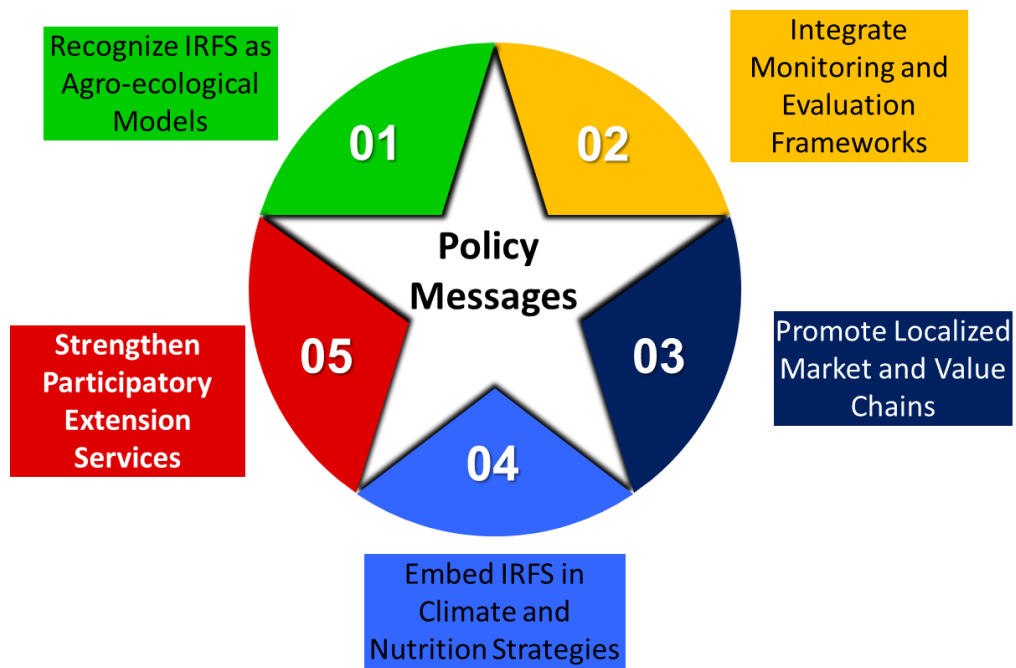 Recognize IRFS as
Agro-ecological
Models
01
02
Integrate
Monitoring and
Evaluation
Frameworks
Policy
Messages
03
Promote Localized
Market and Value
Chains
04
Embed IRFS in
Climate and
Nutrition Strategies
05
Strengthen
Participatory
Extension
Services